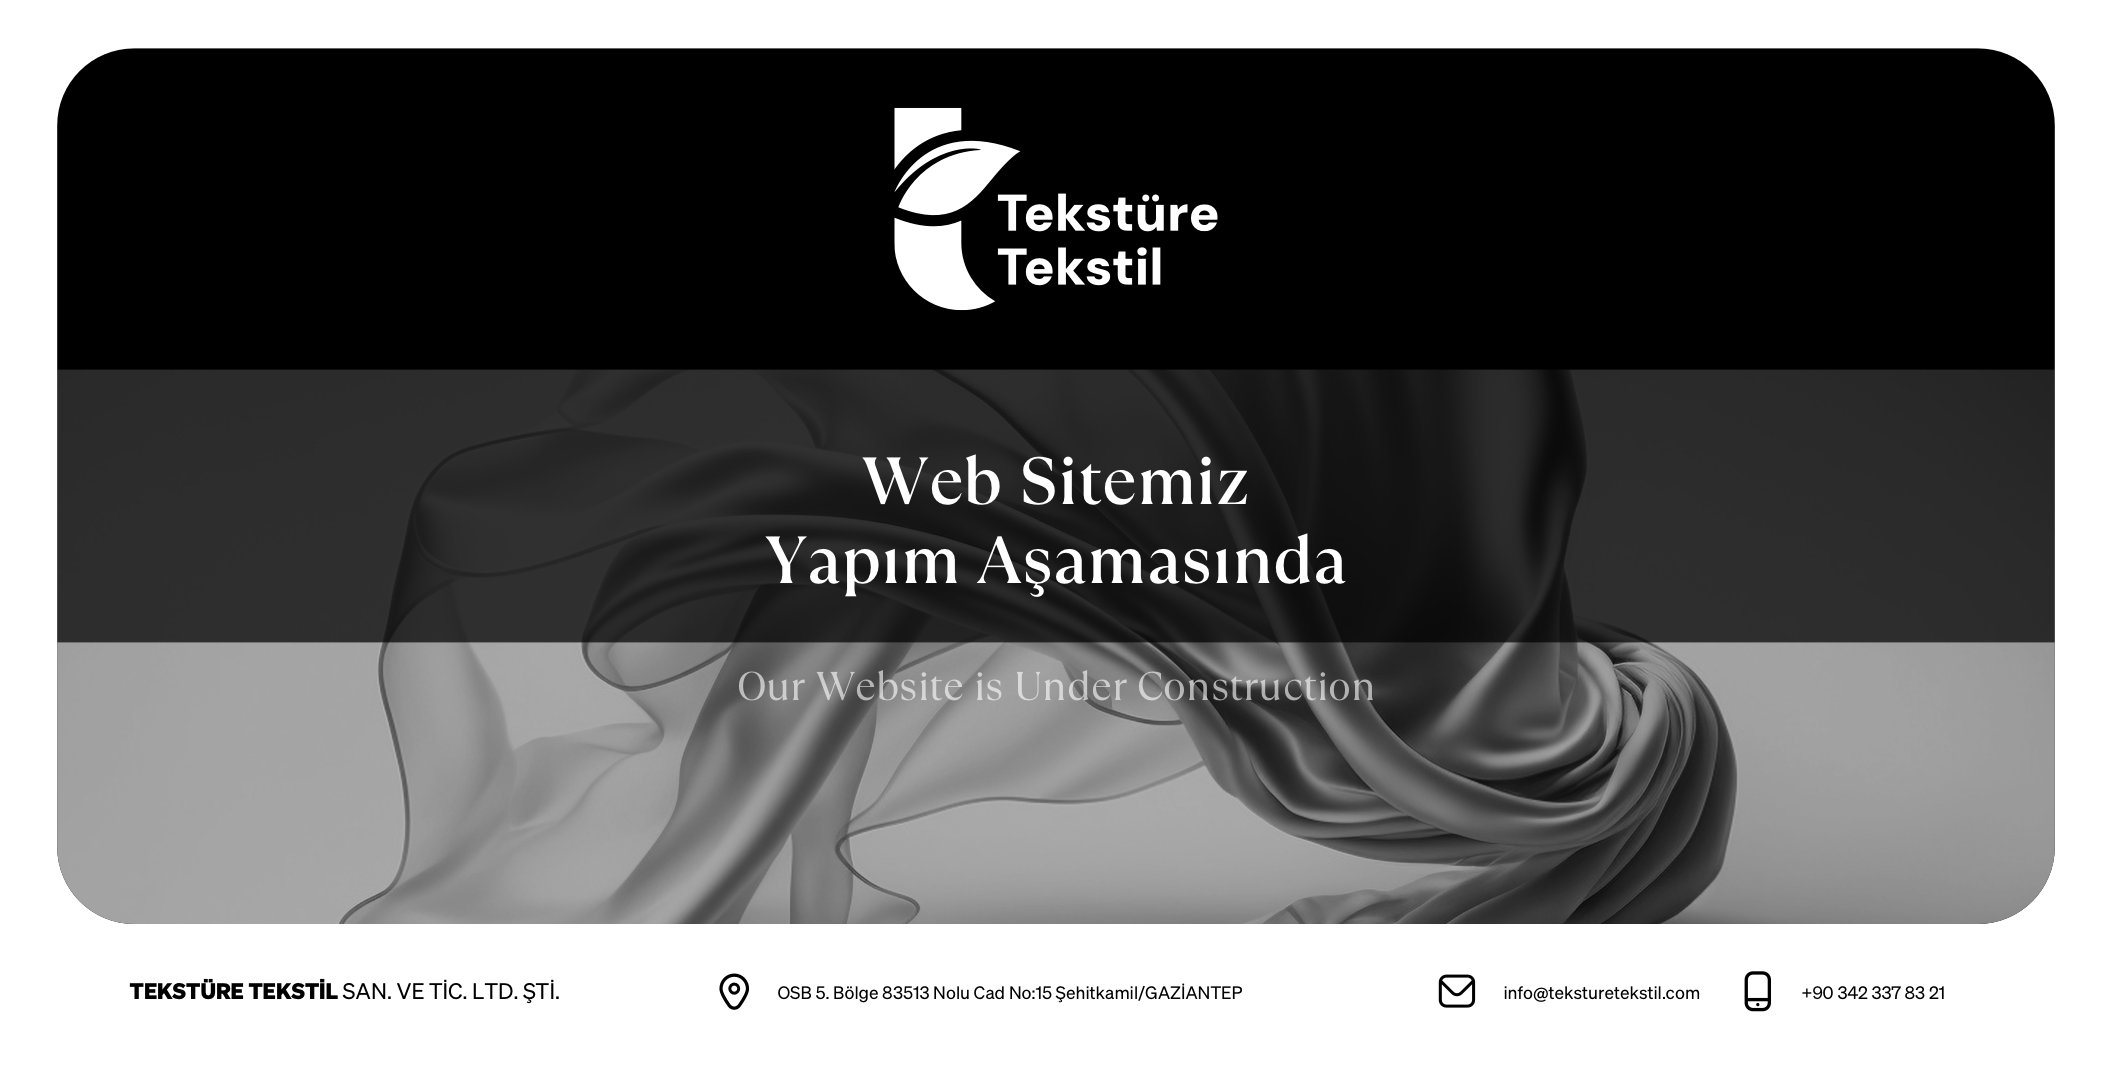 Tekstüre
Tekstil
Web Sitemiz
Yapım Aşamasında
Our Website is Under Construction
TEKSTÜRE TEKSTİL SAN. VE TİC. LTD. ŞTİ.
OSB 5. Bölge 83513 Nolu Cad No:15 Şehitkamil/GAZİANTEP
info@teksturetekstil.com
+90 342 337 83 21